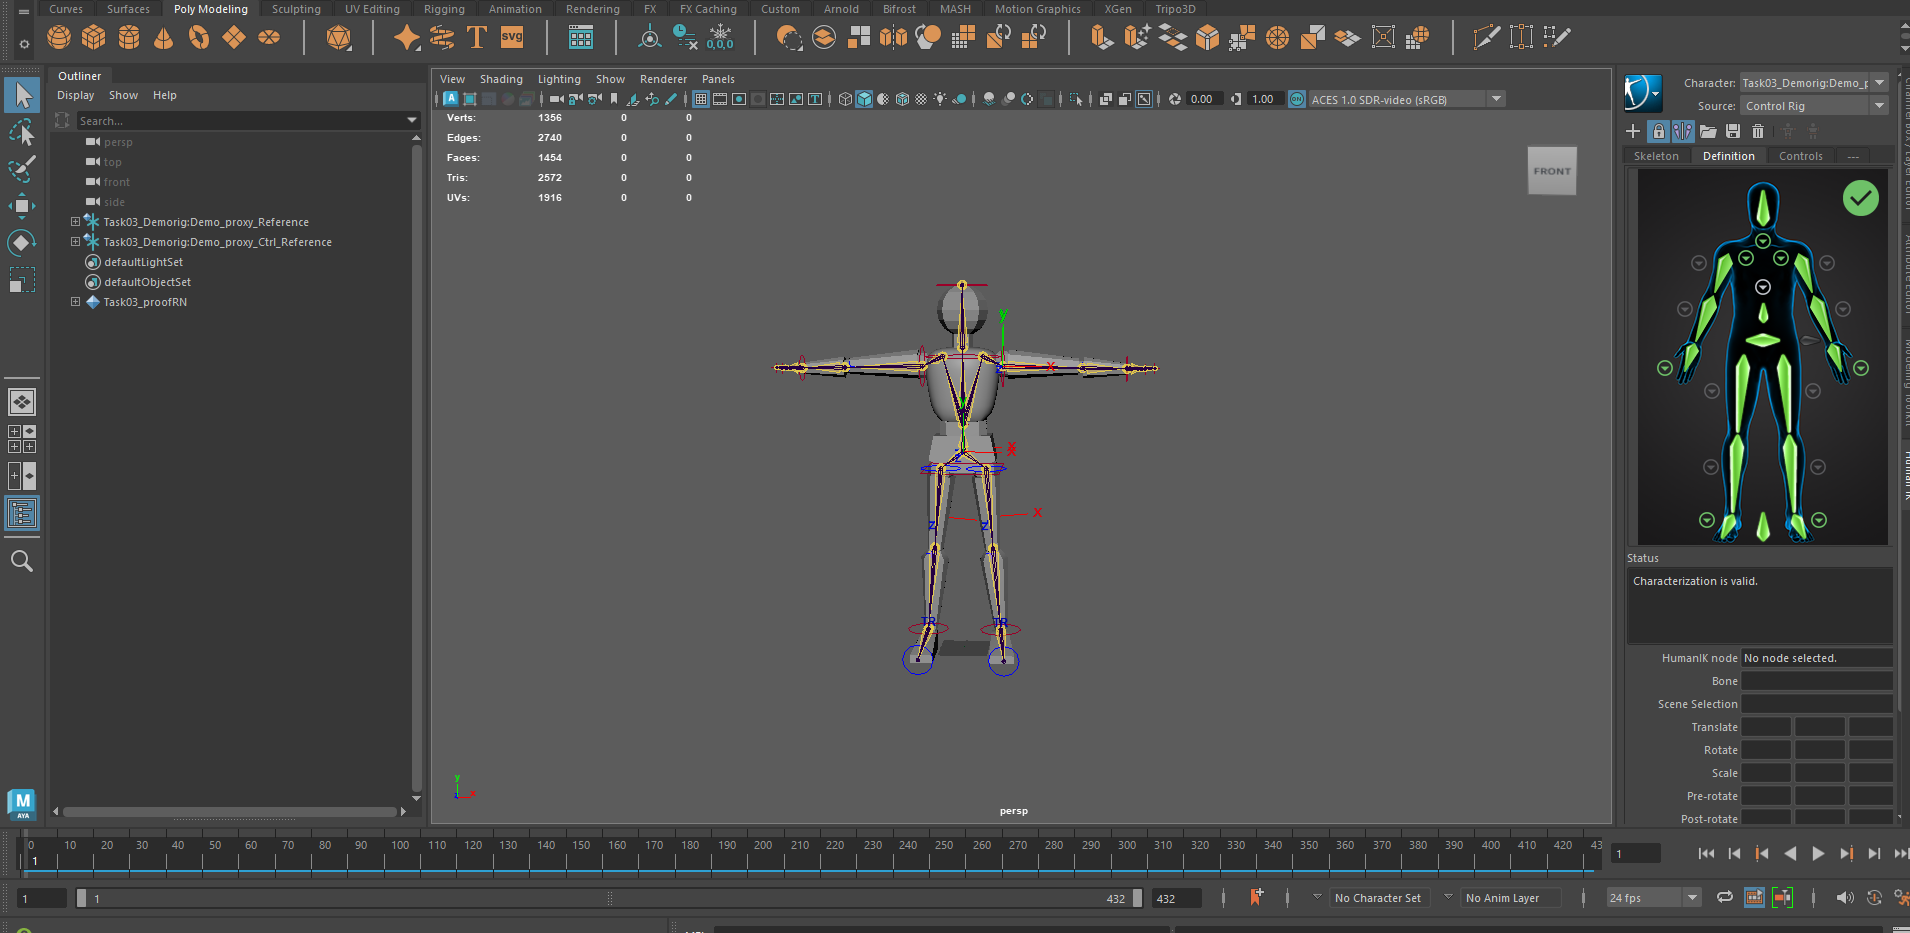 Curves Surfaces Poly Modeling Sculpting UV Editing Rigging Animation Rendering FX FX Caching Custom Arnold Bifrost MASH Motion Graphics XGen Tripo3D
T svg 0,0,0
Outliner
Display Show Help
Search...
persp
top
front
side
Task03_Demorig:Demo_proxy_Reference
Task03_Demorig:Demo_proxy_Ctrl_Reference
defaultLightSet
defaultObjectSet
Task03_proofRN
M
AYA
View Shading Lighting Show Renderer Panels
0.00 1.00 ON ACES 1.0 SDR-video (sRGB)
Verts: 1356 0 0
Edges: 2740 0 0
Faces: 1454 0 0
Tris: 2572 0 0
UVs: 1916 0 0
FRONT
y
x
z
y
x
x
z
x
z
z
y
x
persp
Character: Task03_Demorig:Demo_p
Source: Control Rig
Skeleton Definition Controls ---
Status
Characterization is valid.
HumanIK node No node selected.
Bone
Scene Selection
Translate
Rotate
Scale
Pre-rotate
Post-rotate
0 10 20 30 40 50 60 70 80 90 100 110 120 130 140 150 160 170 180 190 200 210 220 230 240 250 260 270 280 290 300 310 320 330 340 350 360 370 380 390 400 410 420 43
1
1
1 1 432 432 No Character Set No Anim Layer 24 fps